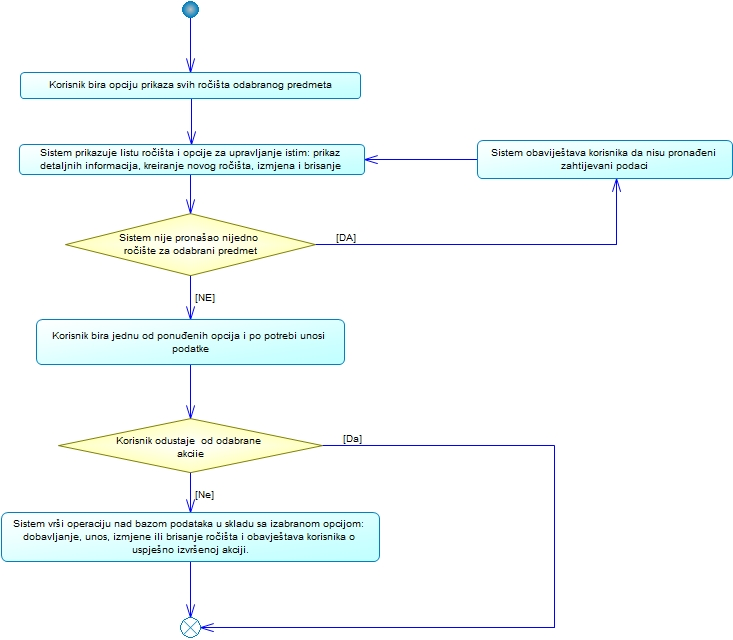 Korisnik bira opciju prikaza svih ročišta odabranog predmeta
Sistem prikazuje listu ročišta i opcije za upravljanje istim: prikaz
detaljnih informacija, kreiranje novog ročišta, izmjena i brisanje
Sistem obaviještava korisnika da nisu pronađeni
zahtijevani podaci
Sistem nije pronašao nijedno
ročište za odabrani predmet
[DA]
[NE]
Korisnik bira jednu od ponuđenih opcija i po potrebi unosi
podatke
Korisnik odustaje  od odabrane
akcije
[Da]
[Ne]
Sistem vrši operaciju nad bazom podataka u skladu sa izabranom opcijom:
dobavljanje, unos, izmjene ili brisanje ročišta i obavještava korisnika o
uspješno izvršenoj akciji.